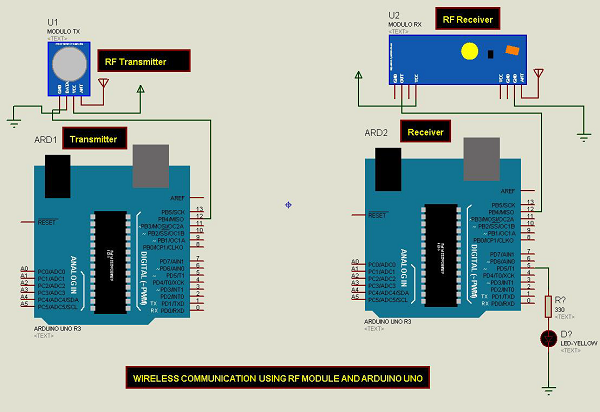 U1
MODULO TX
<TEXT>
RF Transmitter
GND
DATA
VCC
ANT
U2
MODULO RX
<TEXT>
RF Receiver
GND
OUT
VCC
VCC
GND
GND
ANT
ARD1
Transmitter
AREF
RESET
13
12
11
10
9
8
PB5/SCK
PB4/MISO
PB3/MOSI/OC2A
PB2/SS/OC1B
PB1/OC1A
PB0/ICP1/CLKO
7
6
5
4
3
2
1
0
PD7/AIN1
PD6/AIN0
PD5/T1
PD4/T0/XCK
PD3/INT1
PD2/INT0
TX PD1/TXD
RX PD0/RXD
DIGITAL (~PWM)
ANALOG IN
A0 PC0/ADC0
A1 PC1/ADC1
A2 PC2/ADC2
A3 PC3/ADC3
A4 PC4/ADC4/SDA
A5 PC5/ADC5/SCL
ARDUINO UNO R3
<TEXT>
ARD2
Receiver
AREF
RESET
13
12
11
10
9
8
PB5/SCK
PB4/MISO
PB3/MOSI/OC2A
PB2/SS/OC1B
PB1/OC1A
PB0/ICP1/CLKO
7
6
5
4
3
2
1
0
PD7/AIN1
PD6/AIN0
PD5/T1
PD4/T0/XCK
PD3/INT1
PD2/INT0
TX PD1/TXD
RX PD0/RXD
DIGITAL (~PWM)
ANALOG IN
A0 PC0/ADC0
A1 PC1/ADC1
A2 PC2/ADC2
A3 PC3/ADC3
A4 PC4/ADC4/SDA
A5 PC5/ADC5/SCL
ARDUINO UNO R3
<TEXT>
R?
330
<TEXT>
D?
LED-YELLOW
<TEXT>
WIRELESS COMMUNICATION USING RF MODULE AND ARDUINO UNO